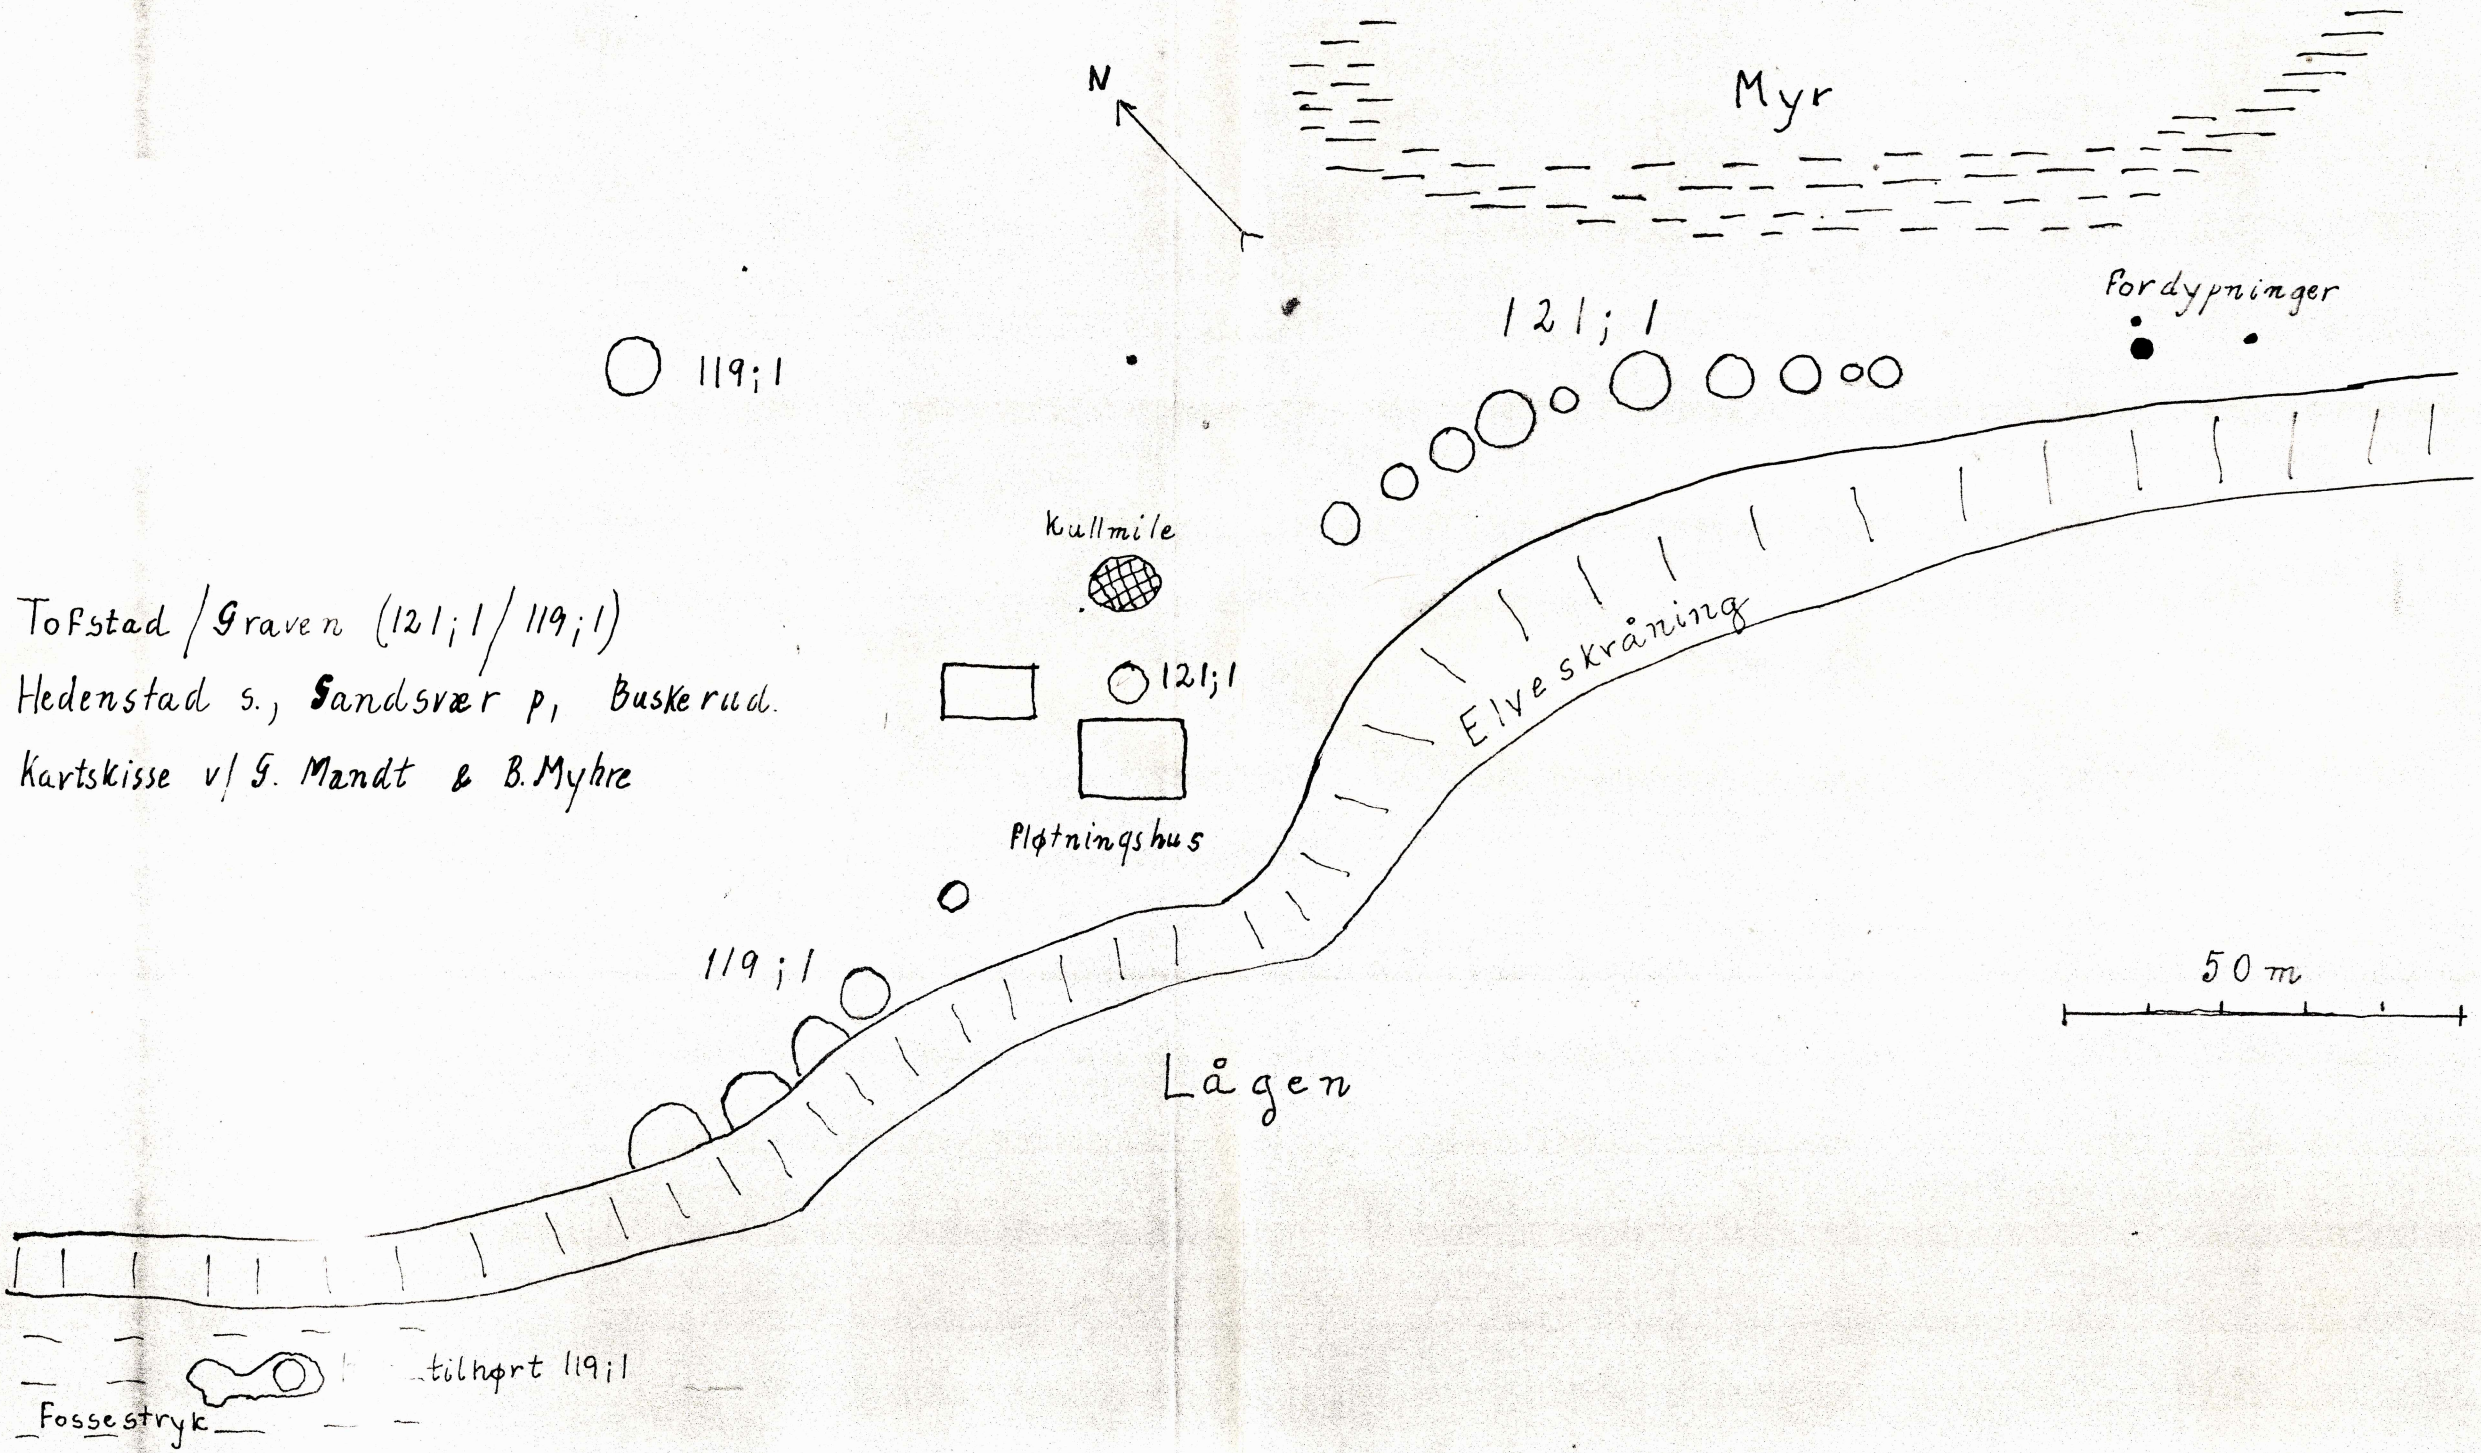 N
Myr
Fordypninger
121; 1
119; 1
Kullmile
Tofstad / Graven (121; 1 / 119; 1)
Hedenstad s., Sandsvær p, Buskerud.
Kartskisse v/ G. Mandt & B. Myhre
121; 1
Elveskråning
Fløtningshus
119; 1
50 m
Lågen
tilhørt 119; 1
Fossestryk